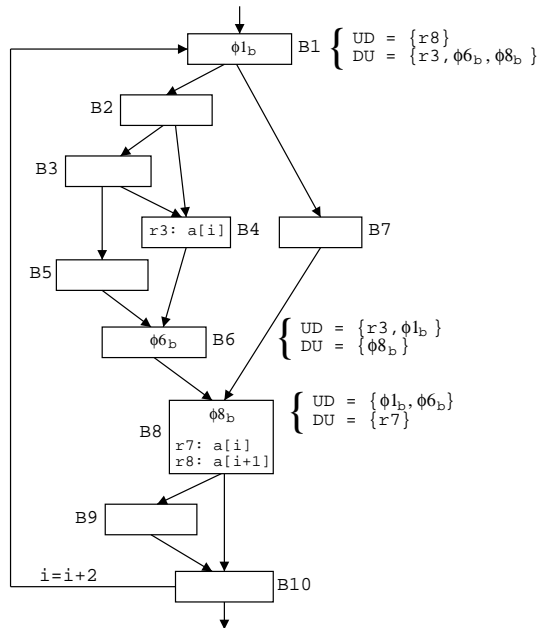 ϕ1b
B1
UD = {r8}
DU = {r3,ϕ6b,ϕ8b}
B2
B3
r3: a[i]
B4
B7
B5
ϕ6b
B6
UD = {r3,ϕ1b}
DU = {ϕ8b}
ϕ8b
B8
r7: a[i]
r8: a[i+1]
UD = {ϕ1b,ϕ6b}
DU = {r7}
B9
i=i+2
B10